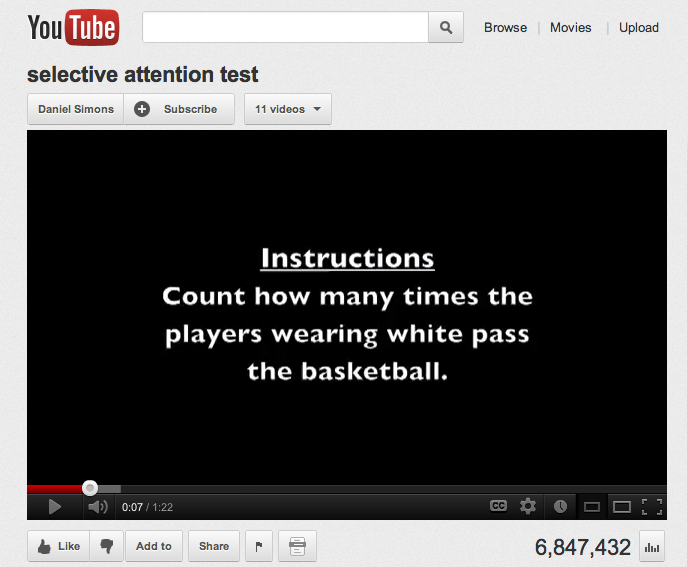 YouTube
Browse | Movies | Upload
selective attention test
Daniel Simons Subscribe 11 videos
Instructions
Count how many times the
players wearing white pass
the basketball.
0:07 / 1:22 CC
Like Add to Share 6,847,432